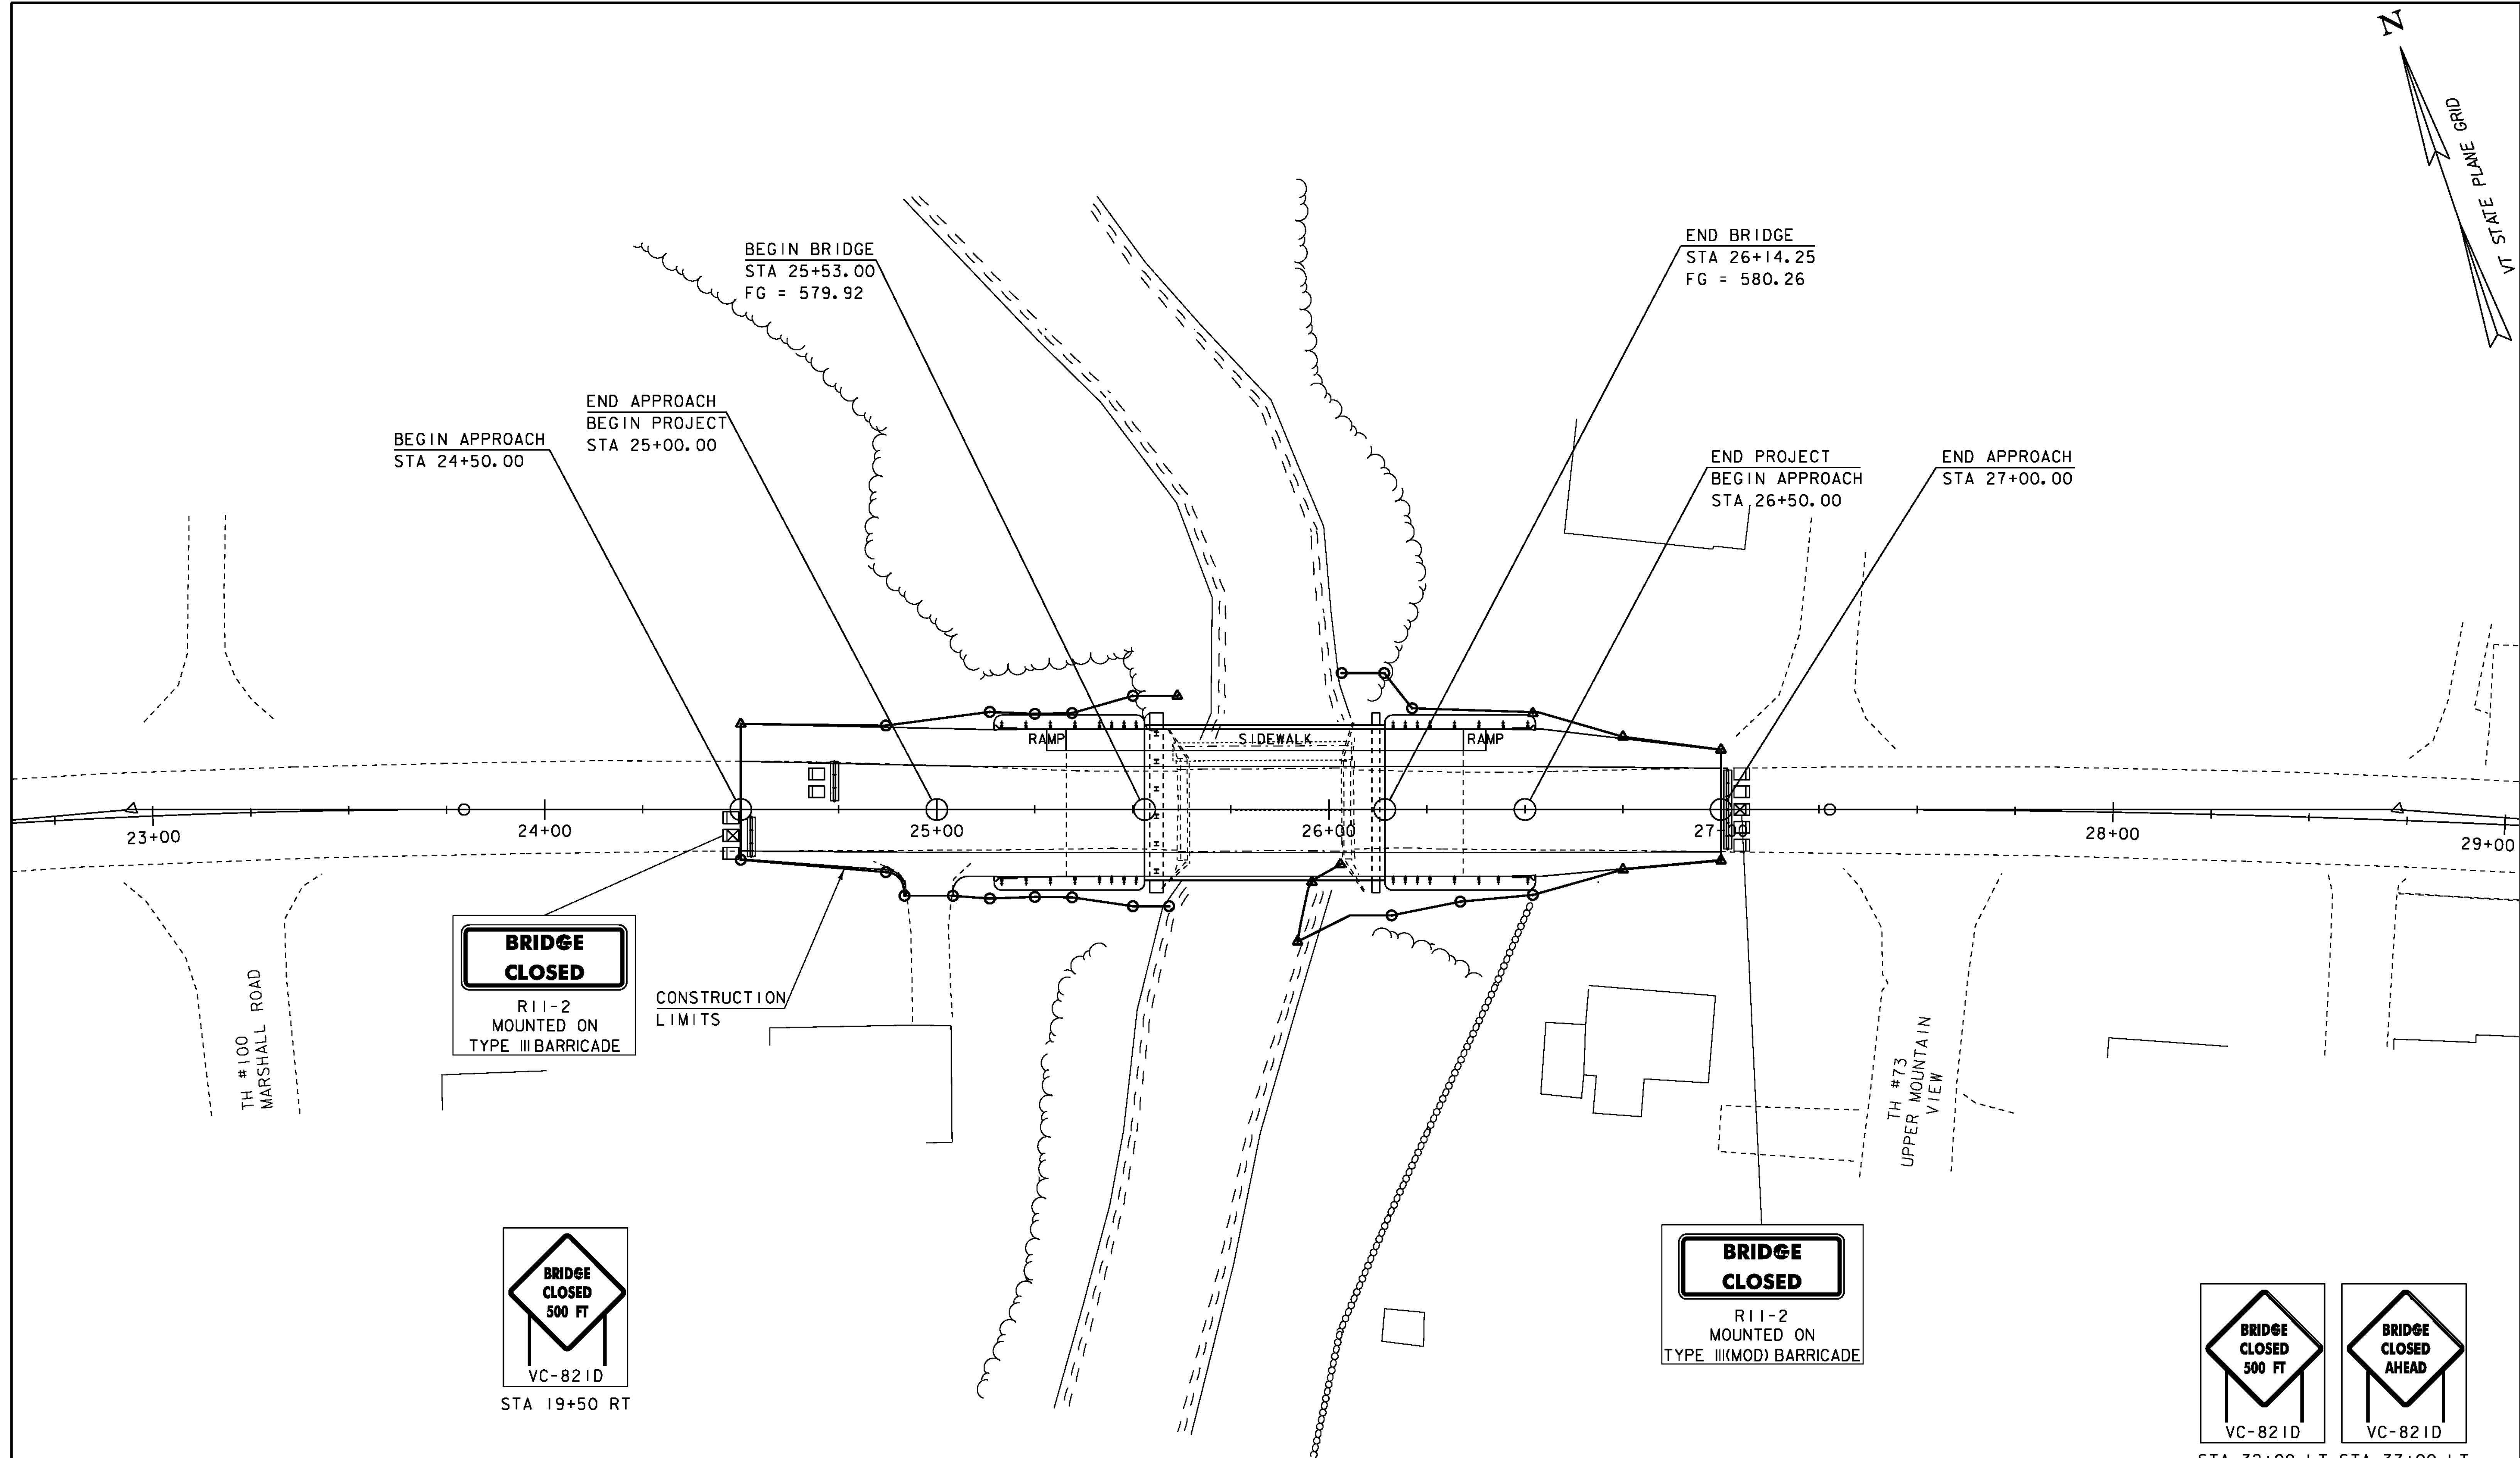 N
VT STATE PLANE GRID
BEGIN BRIDGE
STA 25+53.00
FG = 579.92
END BRIDGE
STA 26+14.25
FG = 580.26
END APPROACH
BEGIN PROJECT
STA 25+00.00
BEGIN APPROACH
STA 24+50.00
END PROJECT
BEGIN APPROACH
STA 26+50.00
END APPROACH
STA 27+00.00
RAMP
SIDEWALK
RAMP
23+00
24+00
25+00
26+00
27+00
28+00
29+00
BRIDGE
CLOSED
R11-2
MOUNTED ON
TYPE III BARRICADE
CONSTRUCTION
LIMITS
TH #100
MARSHALL ROAD
TH #73
UPPER MOUNTAIN
VIEW
BRIDGE
CLOSED
500 FT
VC-821D
STA 19+50 RT
BRIDGE
CLOSED
R11-2
MOUNTED ON
TYPE III(MOD) BARRICADE
BRIDGE
CLOSED
500 FT
VC-821D
BRIDGE
CLOSED
AHEAD
VC-821D